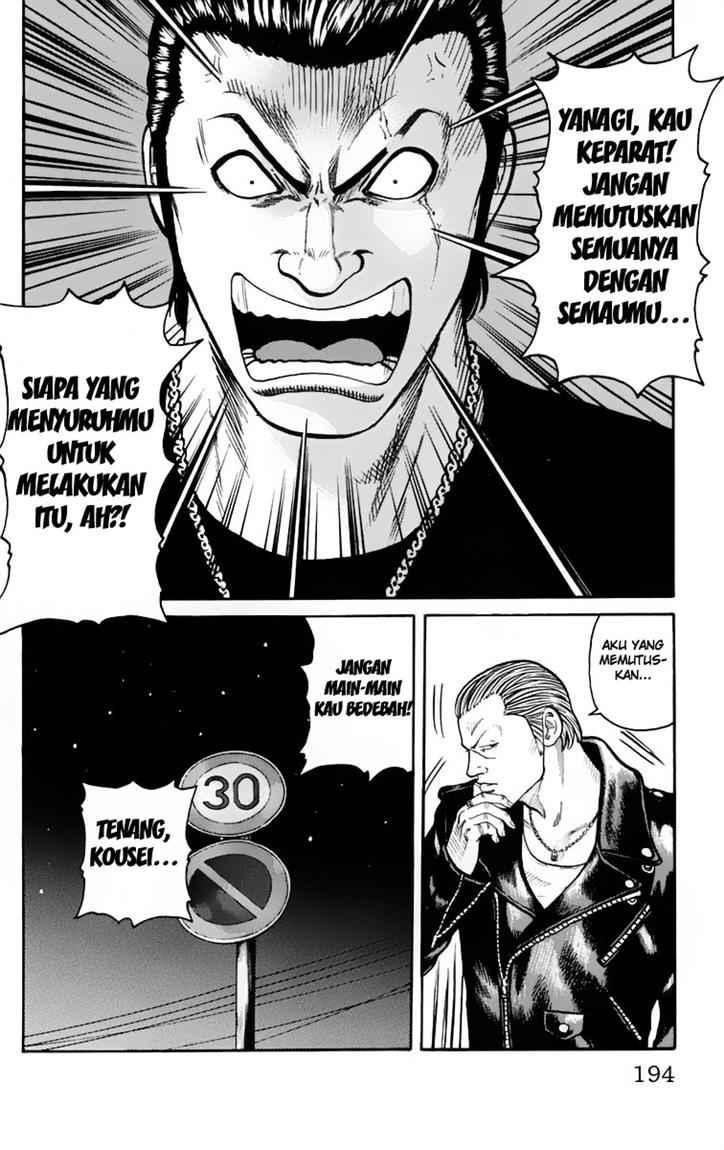 YANAGI, KAU
KEPARAT!
JANGAN
MEMUTUSKAN
SEMUANYA
DENGAN
SEMAUMU...
SIAPA YANG
MENYURUHMU
UNTUK
MELAKUKAN
ITU, AH?!
AKU YANG
MEMUTUS-
KAN...
JANGAN
MAIN-MAIN
KAU BEDEBAH!
30
TENANG,
KOUSEI...
194